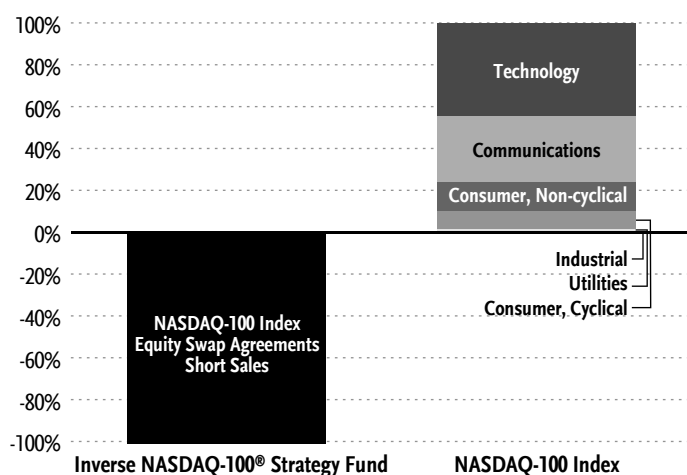 100%
80%
60%
40%
20%
0%
-20%
-40%
-60%
-80%
-100%
Technology
Communications
Consumer, Non-cyclical
Industrial
Utilities
Consumer, Cyclical
NASDAQ-100 Index
Equity Swap Agreements
Short Sales
Inverse NASDAQ-100® Strategy Fund
NASDAQ-100 Index